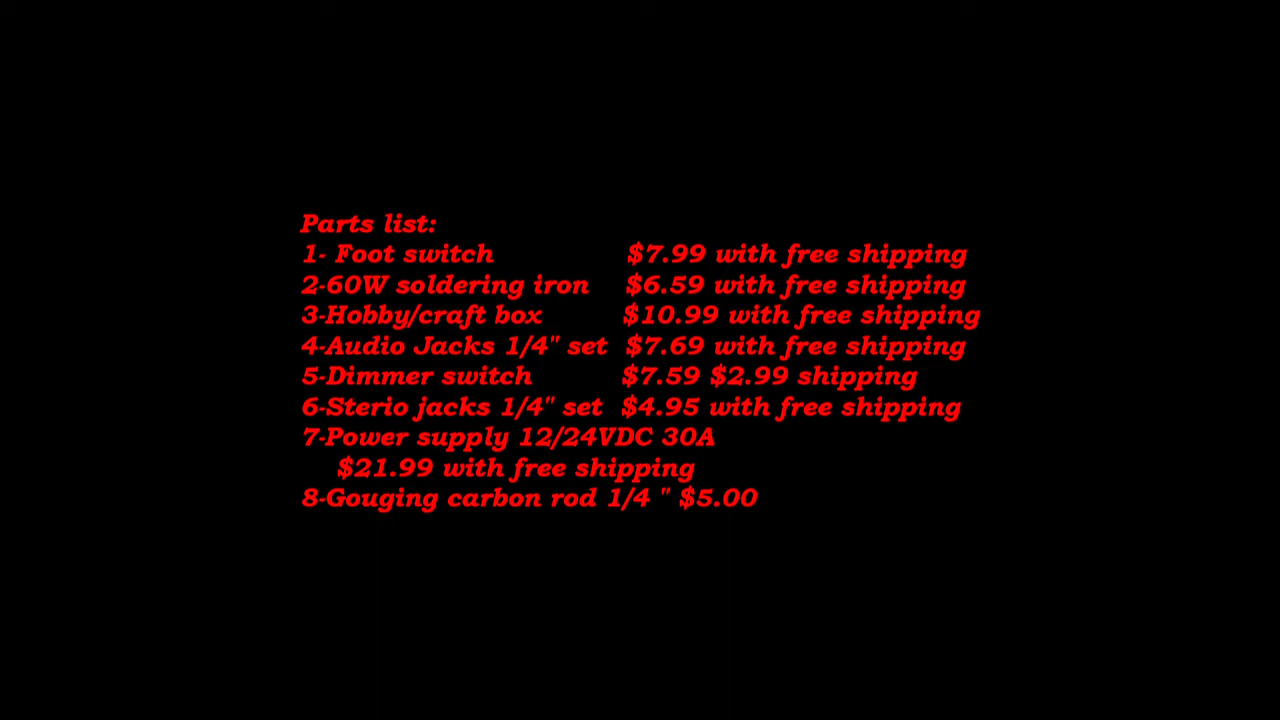 Parts list:
1- Foot switch $7.99 with free shipping
2-60W soldering iron $6.59 with free shipping
3-Hobby/craft box $10.99 with free shipping
4-Audio Jacks 1/4" set $7.69 with free shipping
5-Dimmer switch $7.59 $2.99 shipping
6-Sterio jacks 1/4" set $4.95 with free shipping
7-Power supply 12/24VDC 30A
$21.99 with free shipping
8-Gouging carbon rod 1/4 " $5.00